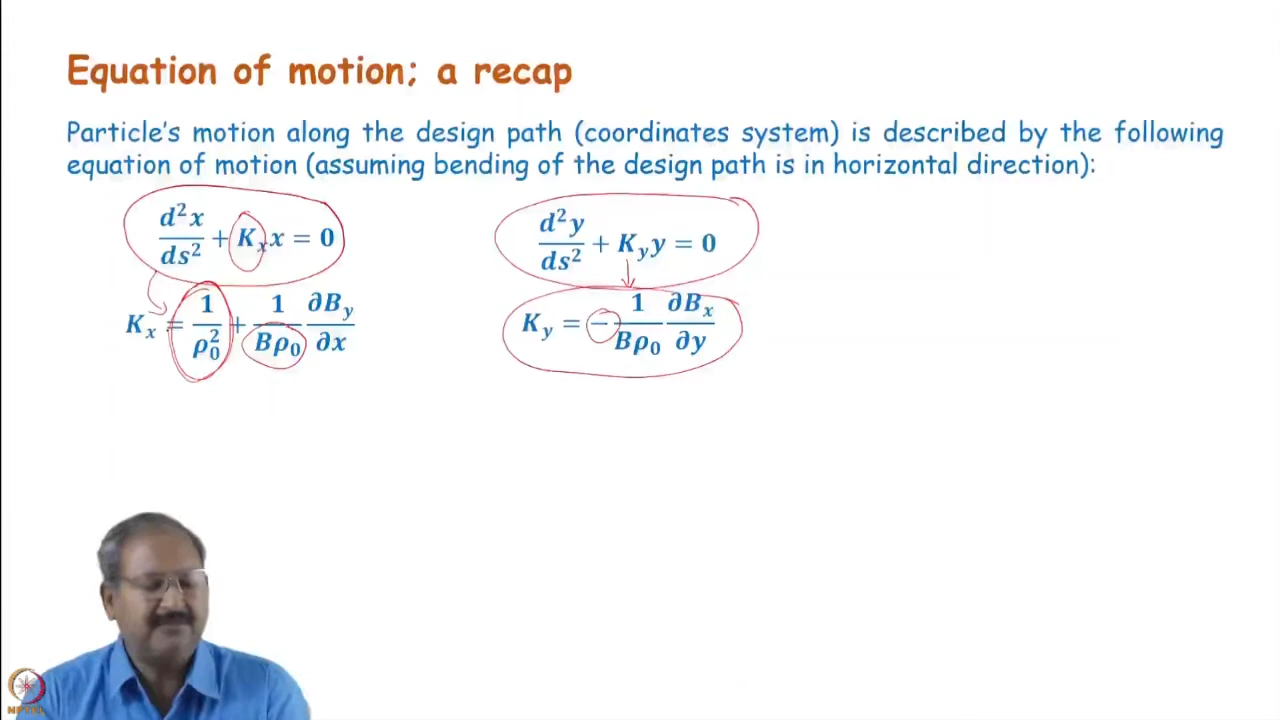 Equation of motion; a recap
Particle's motion along the design path (coordinates system) is described by the following
equation of motion (assuming bending of the design path is in horizontal direction):
d²x/ds² + Kₓx = 0
d²y/ds² + K_y y = 0
Kₓ = 1/ρ₀² + 1/Bρ₀ ∂B_y/∂x
K_y = − 1/Bρ₀ ∂Bₓ/∂y
NPTEL